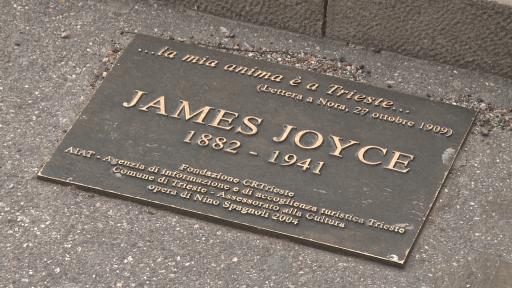 ...la mia anima è a Trieste...
(Lettera a Nora, 27 ottobre 1909)
JAMES JOYCE
1882 - 1941
Fondazione CRTrieste
AIAT - Agenzia di informazione e di accoglienza turistica Trieste
Comune di Trieste - Assessorato alla Cultura
opera di Nino Spagnoli 2004